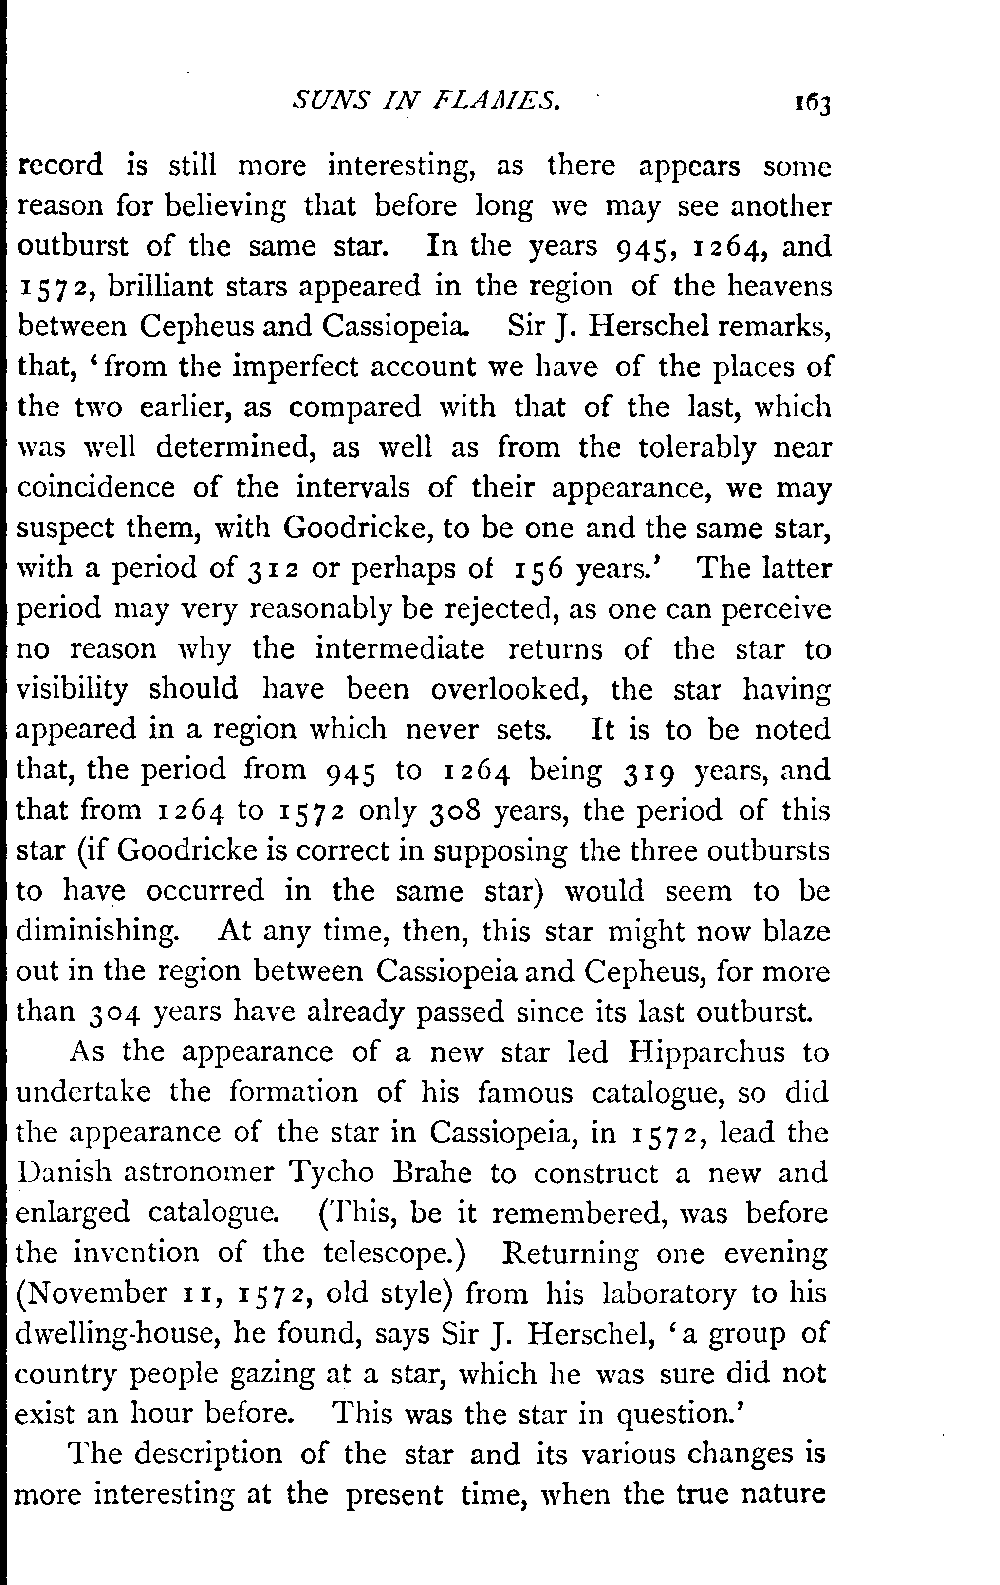 SUNS IN FLAMES. 163
record is still more interesting, as there appears some
reason for believing that before long we may see another
outburst of the same star. In the years 945, 1264, and
1572, brilliant stars appeared in the region of the heavens
between Cepheus and Cassiopeia. Sir J. Herschel remarks,
that, ‘from the imperfect account we have of the places of
the two earlier, as compared with that of the last, which
was well determined, as well as from the tolerably near
coincidence of the intervals of their appearance, we may
suspect them, with Goodricke, to be one and the same star,
with a period of 312 or perhaps of 156 years.’ The latter
period may very reasonably be rejected, as one can perceive
no reason why the intermediate returns of the star to
visibility should have been overlooked, the star having
appeared in a region which never sets. It is to be noted
that, the period from 945 to 1264 being 319 years, and
that from 1264 to 1572 only 308 years, the period of this
star (if Goodricke is correct in supposing the three outbursts
to have occurred in the same star) would seem to be
diminishing. At any time, then, this star might now blaze
out in the region between Cassiopeia and Cepheus, for more
than 304 years have already passed since its last outburst.
As the appearance of a new star led Hipparchus to
undertake the formation of his famous catalogue, so did
the appearance of the star in Cassiopeia, in 1572, lead the
Danish astronomer Tycho Brahe to construct a new and
enlarged catalogue. (This, be it remembered, was before
the invention of the telescope.) Returning one evening
(November 11, 1572, old style) from his laboratory to his
dwelling-house, he found, says Sir J. Herschel, ‘a group of
country people gazing at a star, which he was sure did not
exist an hour before. This was the star in question.’
The description of the star and its various changes is
more interesting at the present time, when the true nature